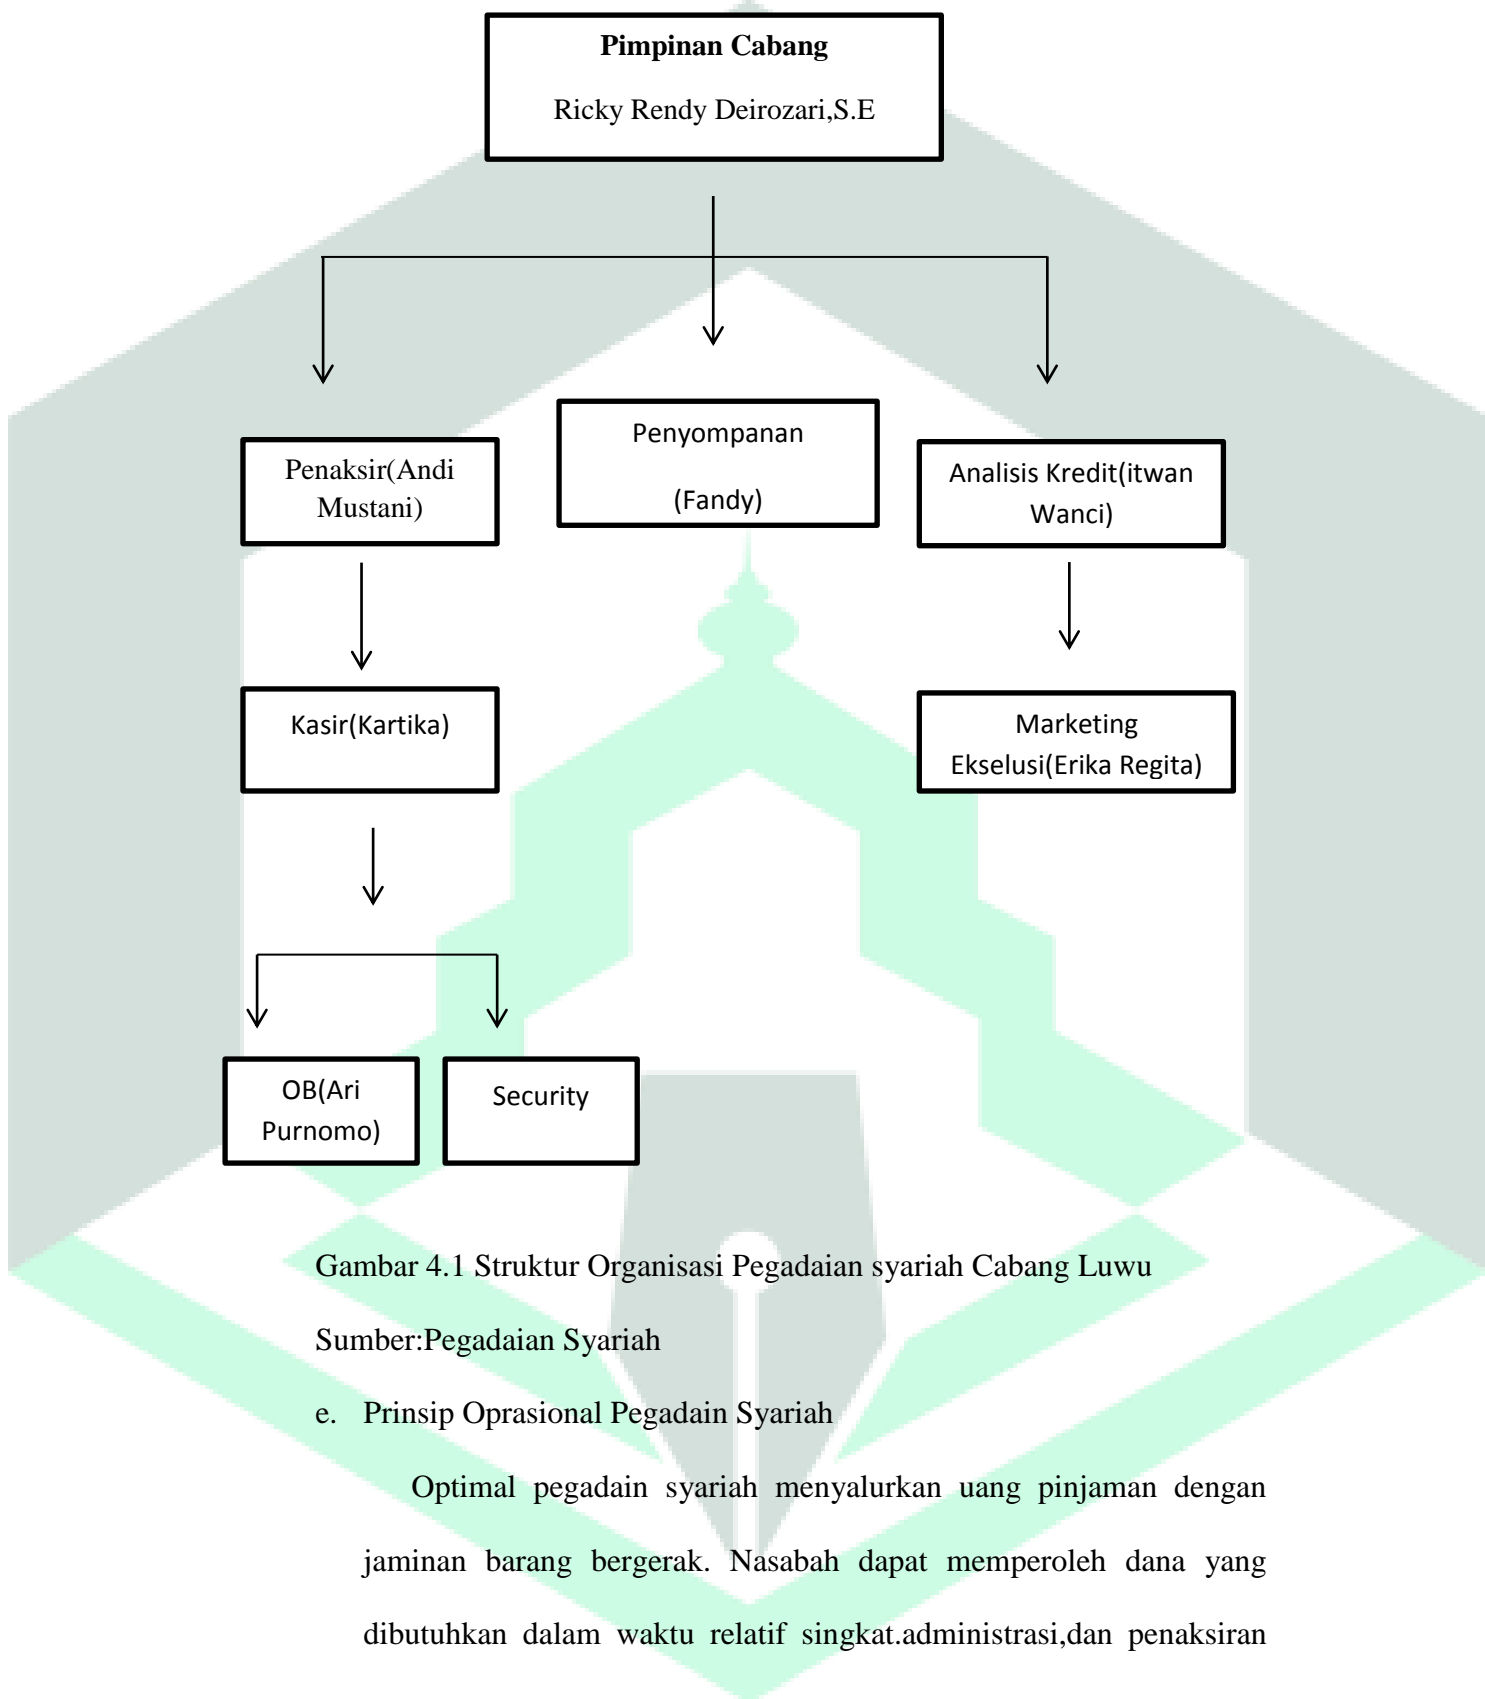 Pimpinan Cabang
Ricky Rendy Deirozari,S.E
Penaksir(Andi
Mustani)
Penyompanan
(Fandy)
Analisis Kredit(itwan
Wanci)
Kasir(Kartika)
Marketing
Ekselusi(Erika Regita)
OB(Ari
Purnomo)
Security
Gambar 4.1 Struktur Organisasi Pegadaian syariah Cabang Luwu
Sumber:Pegadaian Syariah
e. Prinsip Oprasional Pegadain Syariah
Optimal pegadain syariah menyalurkan uang pinjaman dengan
jaminan barang bergerak. Nasabah dapat memperoleh dana yang
dibutuhkan dalam waktu relatif singkat.administrasi,dan penaksiran